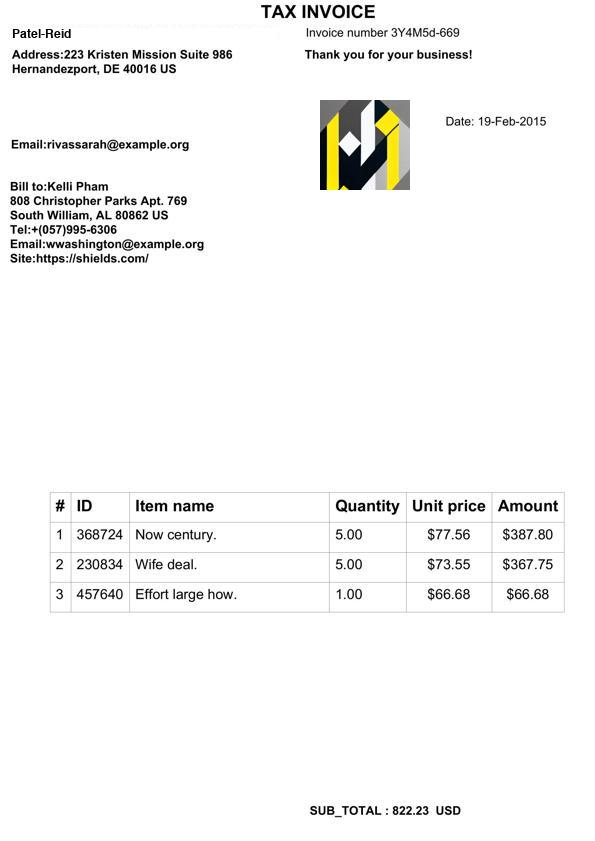 TAX INVOICE
Patel-Reid
Invoice number 3Y4M5d-669
Address:223 Kristen Mission Suite 986
Hernandezport, DE 40016 US
Thank you for your business!
Date: 19-Feb-2015
Email:rivassarah@example.org
Bill to:Kelli Pham
808 Christopher Parks Apt. 769
South William, AL 80862 US
Tel:+(057)995-6306
Email:wwashington@example.org
Site:https://shields.com/
# ID Item name Quantity Unit price Amount
1 368724 Now century. 5.00 $77.56 $387.80
2 230834 Wife deal. 5.00 $73.55 $367.75
3 457640 Effort large how. 1.00 $66.68 $66.68
SUB_TOTAL : 822.23 USD